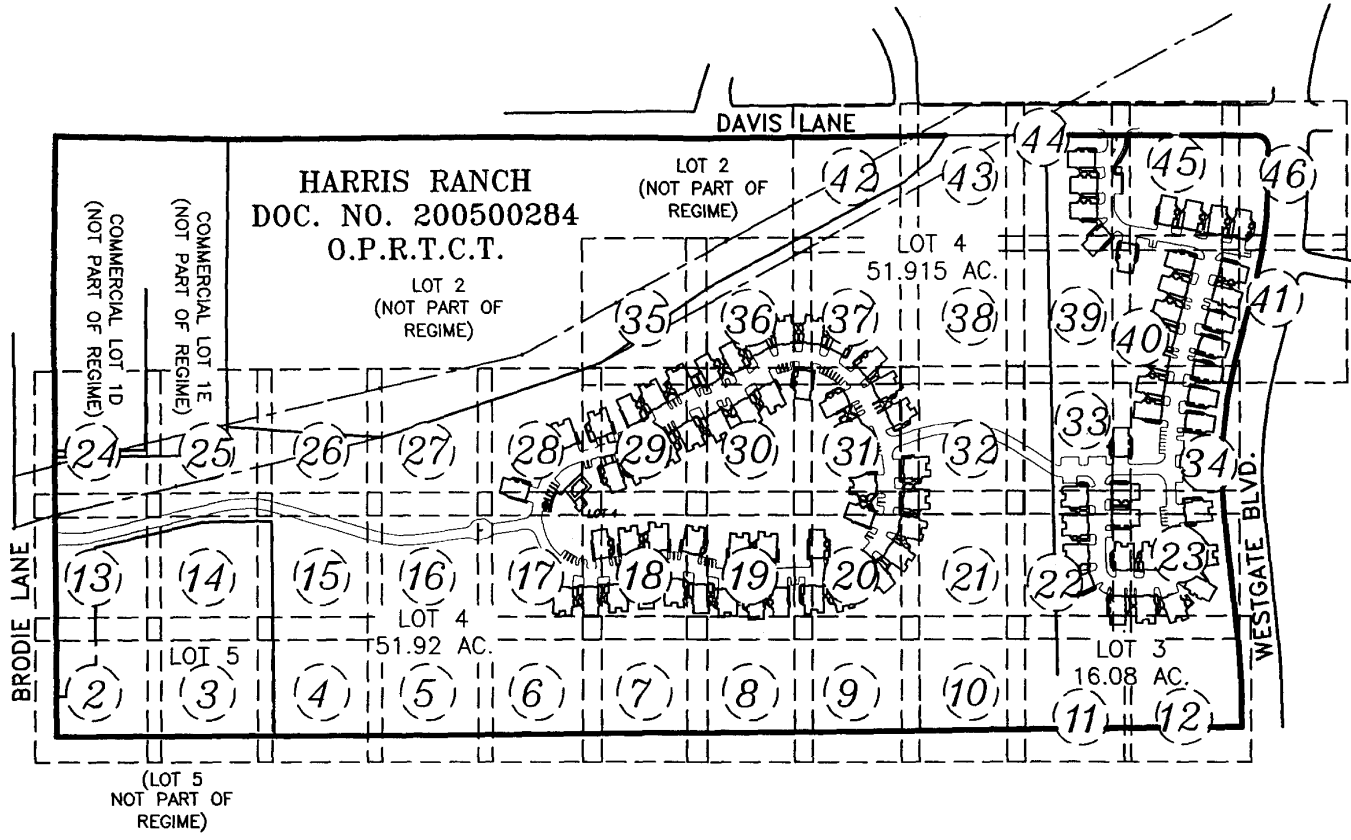 DAVIS LANE
HARRIS RANCH
DOC. NO. 200500284
O.P.R.T.C.T.
LOT 2
(NOT PART OF
REGIME)
LOT 2
(NOT PART OF
REGIME)
COMMERCIAL LOT 1D
(NOT PART OF REGIME)
COMMERCIAL LOT 1E
(NOT PART OF REGIME)
42
43
44
45
46
LOT 4
51.915 AC.
35
36
37
38
39
40
41
24
25
26
27
28
29
30
31
32
33
34
13
14
15
16
17
18
19
20
21
22
23
LOT 4
51.92 AC.
LOT 5
LOT 3
16.08 AC.
2
3
4
5
6
7
8
9
10
11
12
BRODIE LANE
WESTGATE BLVD.
(LOT 5
NOT PART OF
REGIME)